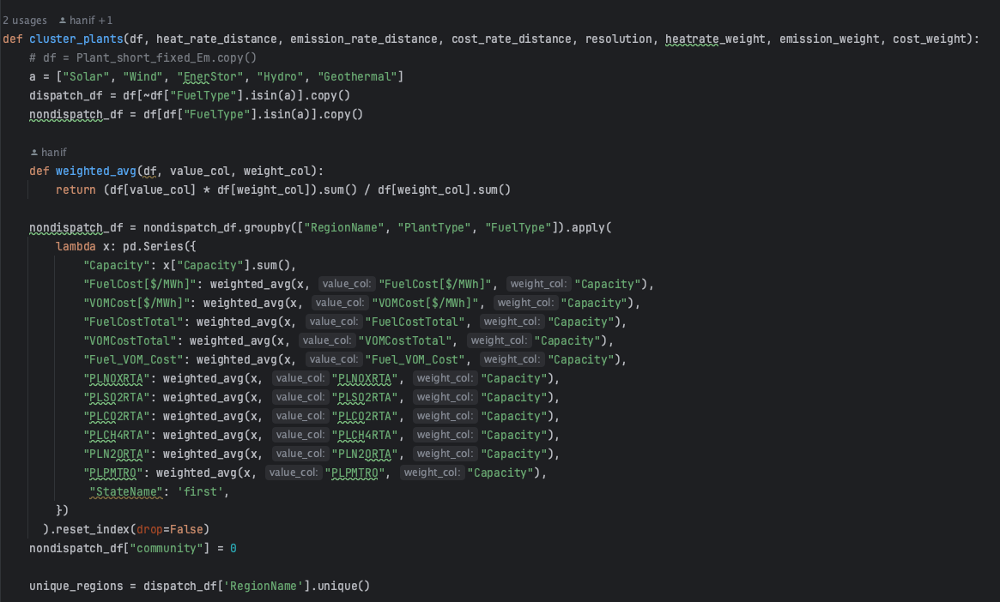 2 usages hanif +1
def cluster_plants(df, heat_rate_distance, emission_rate_distance, cost_rate_distance, resolution, heatrate_weight, emission_weight, cost_weight):
    # df = Plant_short_fixed_Em.copy()
    a = ["Solar", "Wind", "EnerStor", "Hydro", "Geothermal"]
    dispatch_df = df[~df["FuelType"].isin(a)].copy()
    nondispatch_df = df[df["FuelType"].isin(a)].copy()
    hanif
    def weighted_avg(df, value_col, weight_col):
        return (df[value_col] * df[weight_col]).sum() / df[weight_col].sum()
    nondispatch_df = nondispatch_df.groupby(["RegionName", "PlantType", "FuelType"]).apply(
        lambda x: pd.Series({
            "Capacity": x["Capacity"].sum(),
            "FuelCost[$/MWh]": weighted_avg(x, value_col: "FuelCost[$/MWh]", weight_col: "Capacity"),
            "VOMCost[$/MWh]": weighted_avg(x, value_col: "VOMCost[$/MWh]", weight_col: "Capacity"),
            "FuelCostTotal": weighted_avg(x, value_col: "FuelCostTotal", weight_col: "Capacity"),
            "VOMCostTotal": weighted_avg(x, value_col: "VOMCostTotal", weight_col: "Capacity"),
            "Fuel_VOM_Cost": weighted_avg(x, value_col: "Fuel_VOM_Cost", weight_col: "Capacity"),
            "PLNOXRTA": weighted_avg(x, value_col: "PLNOXRTA", weight_col: "Capacity"),
            "PLSO2RTA": weighted_avg(x, value_col: "PLSO2RTA", weight_col: "Capacity"),
            "PLCO2RTA": weighted_avg(x, value_col: "PLCO2RTA", weight_col: "Capacity"),
            "PLCH4RTA": weighted_avg(x, value_col: "PLCH4RTA", weight_col: "Capacity"),
            "PLN2ORTA": weighted_avg(x, value_col: "PLN2ORTA", weight_col: "Capacity"),
            "PLPMTRO": weighted_avg(x, value_col: "PLPMTRO", weight_col: "Capacity"),
             "StateName": 'first',
        })
      ).reset_index(drop=False)
    nondispatch_df["community"] = 0
    unique_regions = dispatch_df['RegionName'].unique()